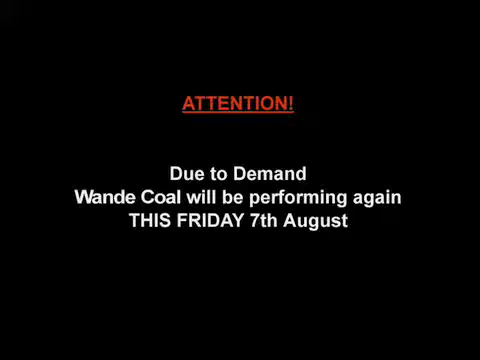 ATTENTION!
Due to Demand
Wande Coal will be performing again
THIS FRIDAY 7th August